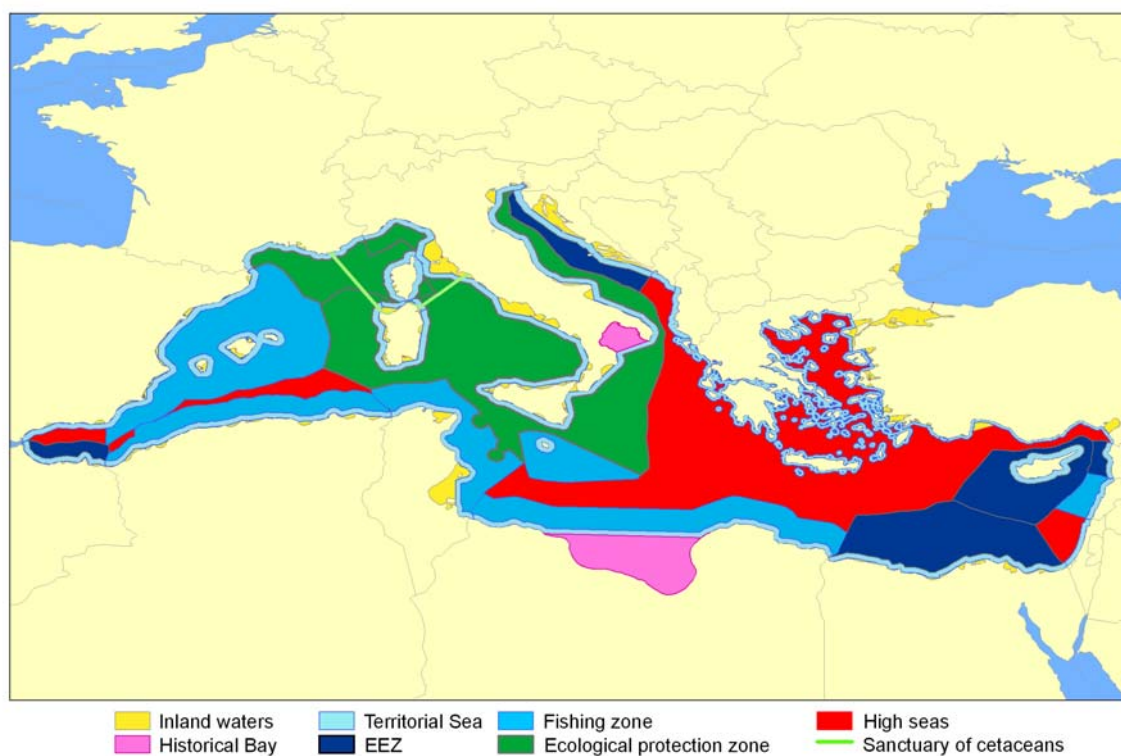 Inland waters Territorial Sea Fishing zone High seas
Historical Bay EEZ Ecological protection zone Sanctuary of cetaceans